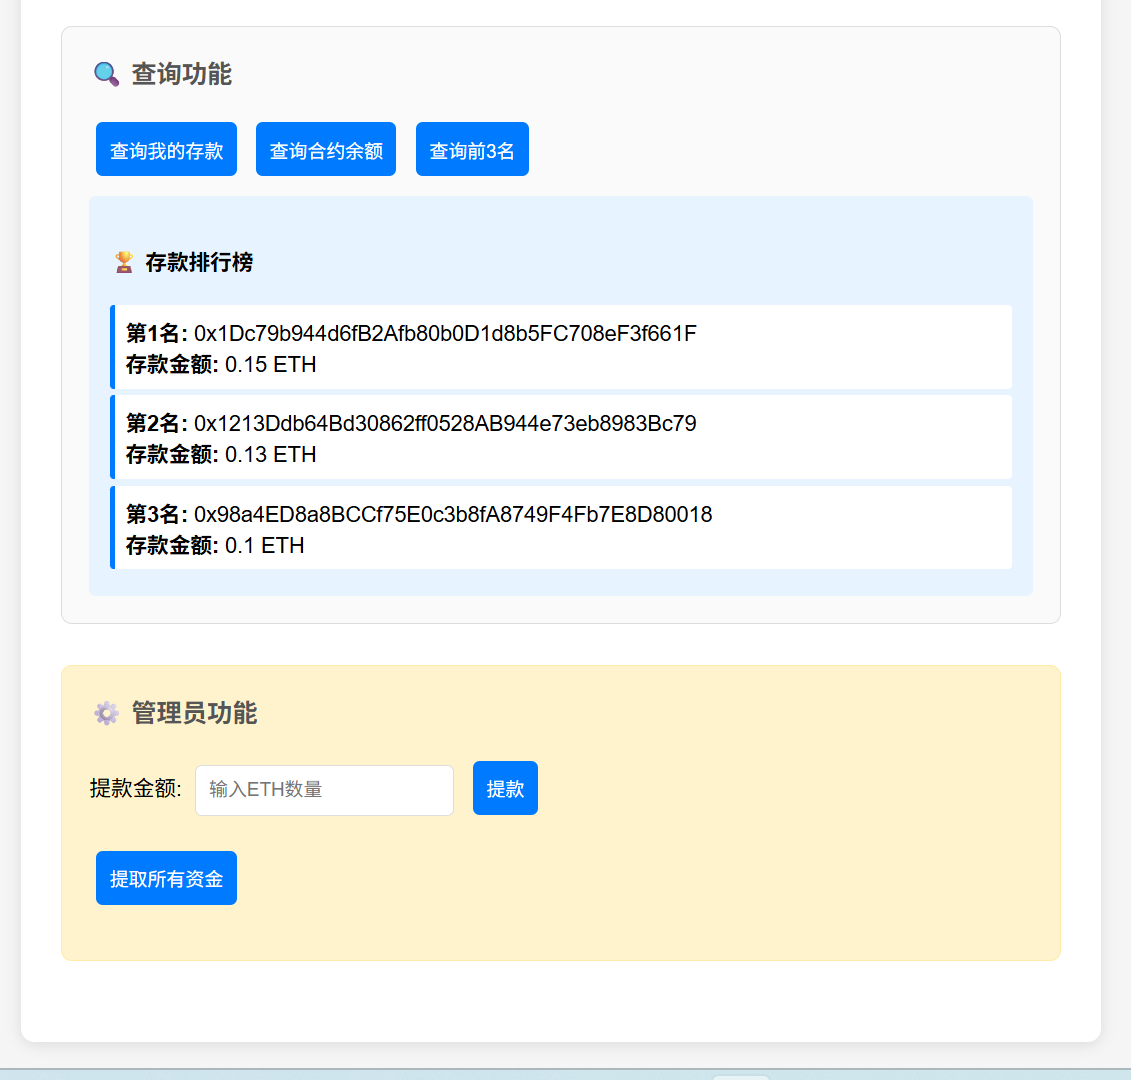 查询功能
查询我的存款 查询合约余额 查询前3名
存款排行榜
第1名: 0x1Dc79b944d6fB2Afb80b0D1d8b5FC708eF3f661F
存款金额: 0.15 ETH
第2名: 0x1213Ddb64Bd30862ff0528AB944e73eb8983Bc79
存款金额: 0.13 ETH
第3名: 0x98a4ED8a8BCCf75E0c3b8fA8749F4Fb7E8D80018
存款金额: 0.1 ETH
管理员功能
提款金额: 输入ETH数量 提款
提取所有资金